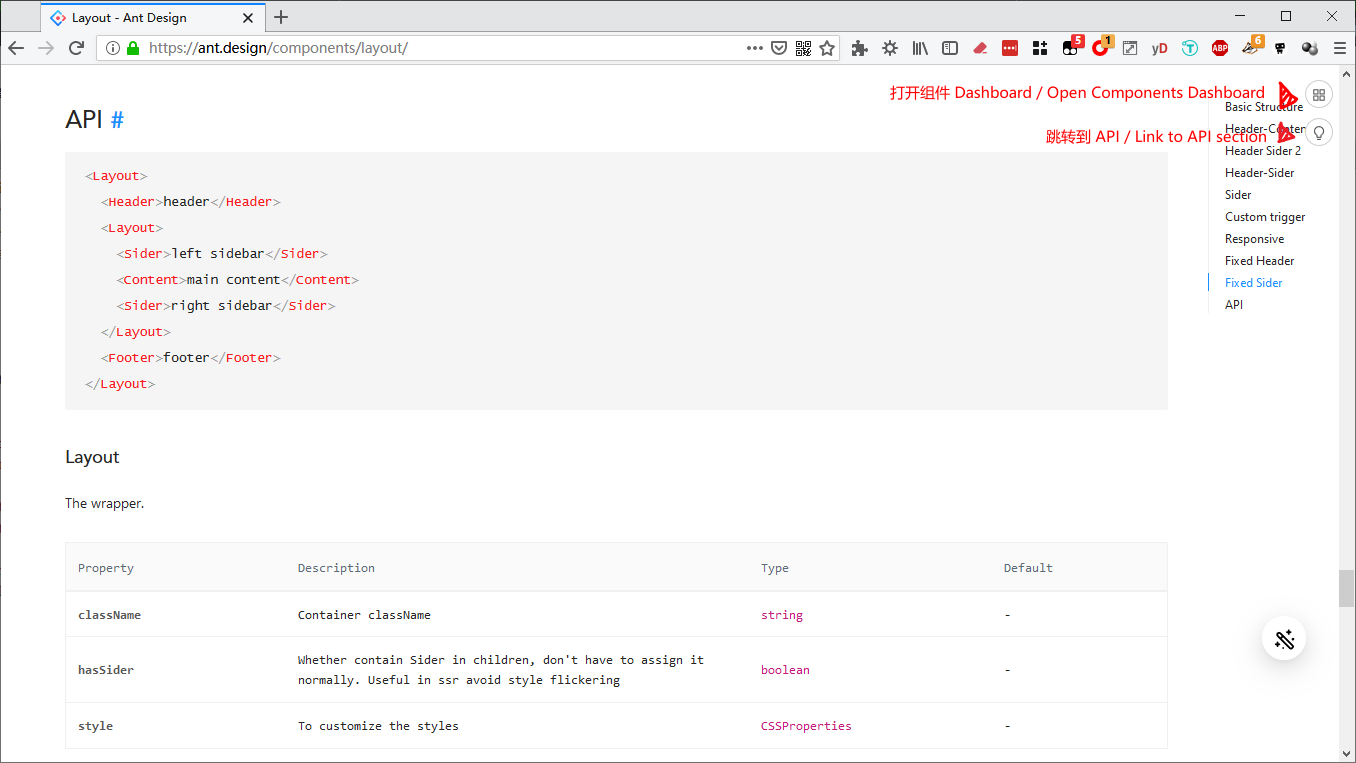 Layout - Ant Design
https://ant.design/components/layout/
5
1
yD
T
ABP
6
打开组件 Dashboard / Open Components Dashboard
跳转到 API / Link to API section
API #
<Layout>
<Header>header</Header>
<Layout>
<Sider>left sidebar</Sider>
<Content>main content</Content>
<Sider>right sidebar</Sider>
</Layout>
<Footer>footer</Footer>
</Layout>
Basic Structure
Header-Conten
Header Sider 2
Header-Sider
Sider
Custom trigger
Responsive
Fixed Header
Fixed Sider
API
Layout
The wrapper.
Property Description Type Default
className Container className string -
hasSider Whether contain Sider in children, don't have to assign it boolean -
normally. Useful in ssr avoid style flickering
style To customize the styles CSSProperties -